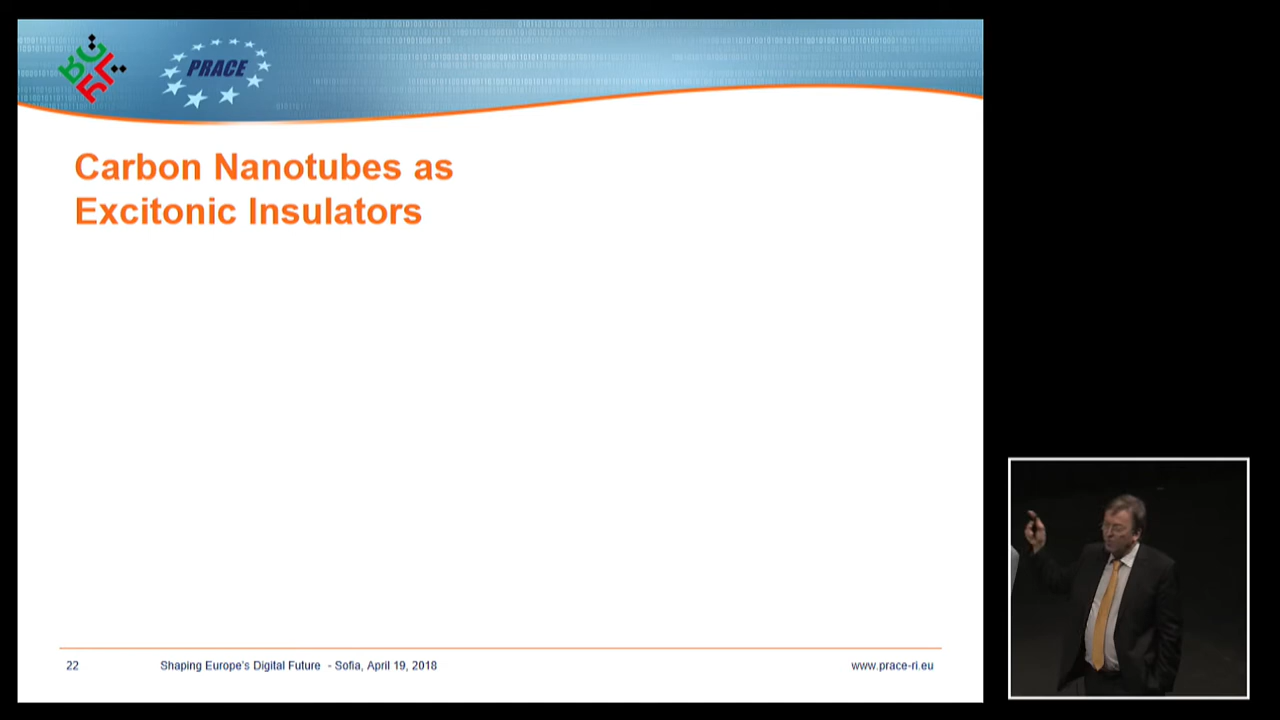 PRACE
Carbon Nanotubes as
Excitonic Insulators
22 Shaping Europe's Digital Future - Sofia, April 19, 2018 www.prace-ri.eu